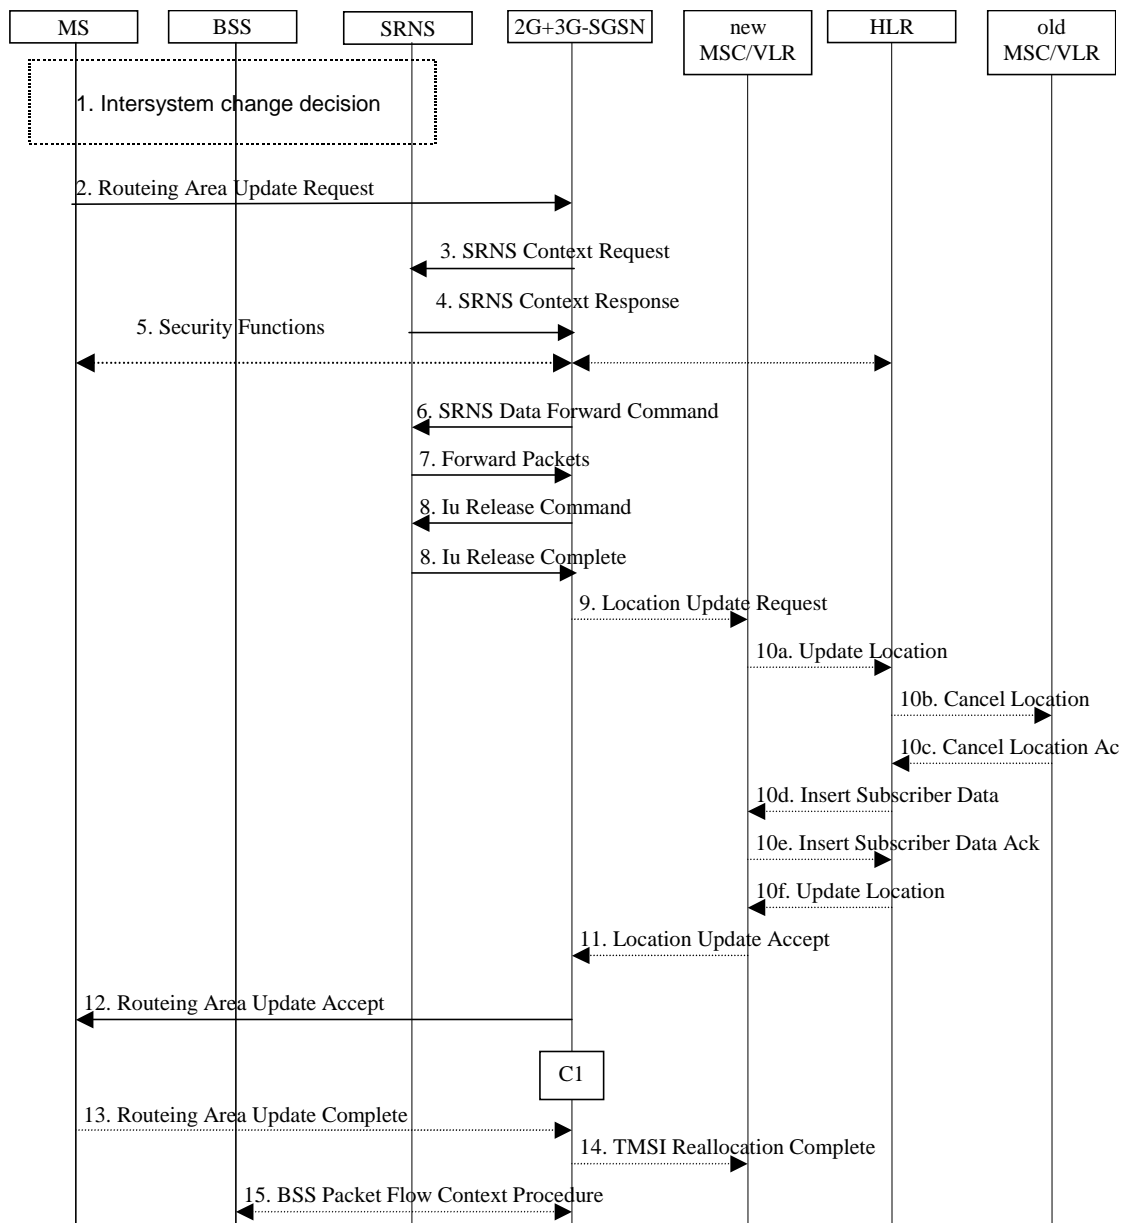 MS
BSS
SRNS
2G+3G-SGSN
new
MSC/VLR
HLR
old
MSC/VLR
1. Intersystem change decision
2. Routeing Area Update Request
3. SRNS Context Request
4. SRNS Context Response
5. Security Functions
6. SRNS Data Forward Command
7. Forward Packets
8. Iu Release Command
8. Iu Release Complete
9. Location Update Request
10a. Update Location
10b. Cancel Location
10c. Cancel Location Ac
10d. Insert Subscriber Data
10e. Insert Subscriber Data Ack
10f. Update Location
11. Location Update Accept
12. Routeing Area Update Accept
C1
13. Routeing Area Update Complete
14. TMSI Reallocation Complete
15. BSS Packet Flow Context Procedure